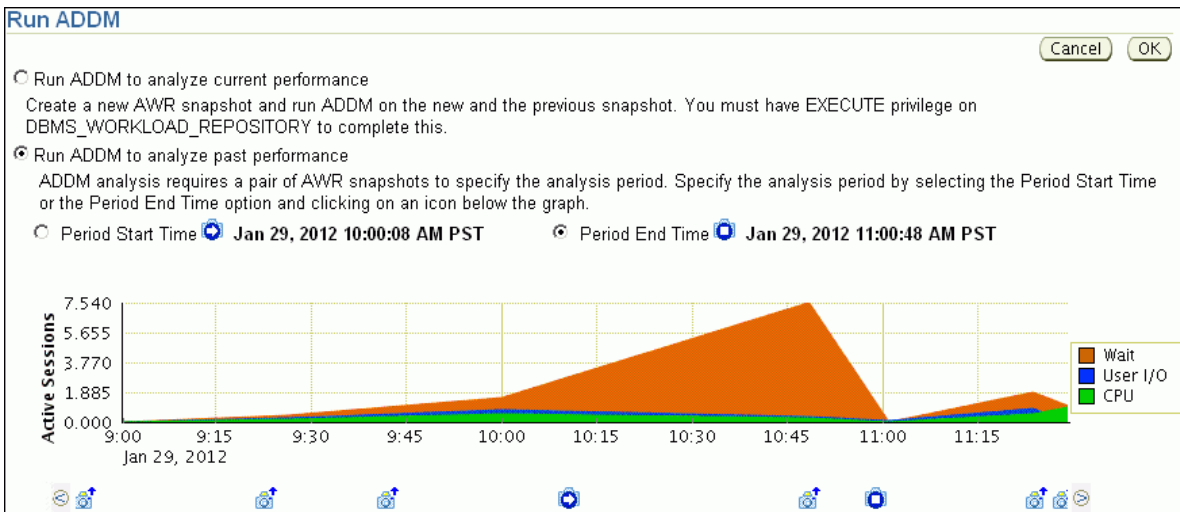 Run ADDM
Cancel OK
Run ADDM to analyze current performance
Create a new AWR snapshot and run ADDM on the new and the previous snapshot. You must have EXECUTE privilege on
DBMS_WORKLOAD_REPOSITORY to complete this.
Run ADDM to analyze past performance
ADDM analysis requires a pair of AWR snapshots to specify the analysis period. Specify the analysis period by selecting the Period Start Time
or the Period End Time option and clicking on an icon below the graph.
Period Start Time Jan 29, 2012 10:00:08 AM PST Period End Time Jan 29, 2012 11:00:48 AM PST
Active Sessions
7.540
5.655
3.770
1.885
0.000
9:00 9:15 9:30 9:45 10:00 10:15 10:30 10:45 11:00 11:15
Jan 29, 2012
Wait
User I/O
CPU